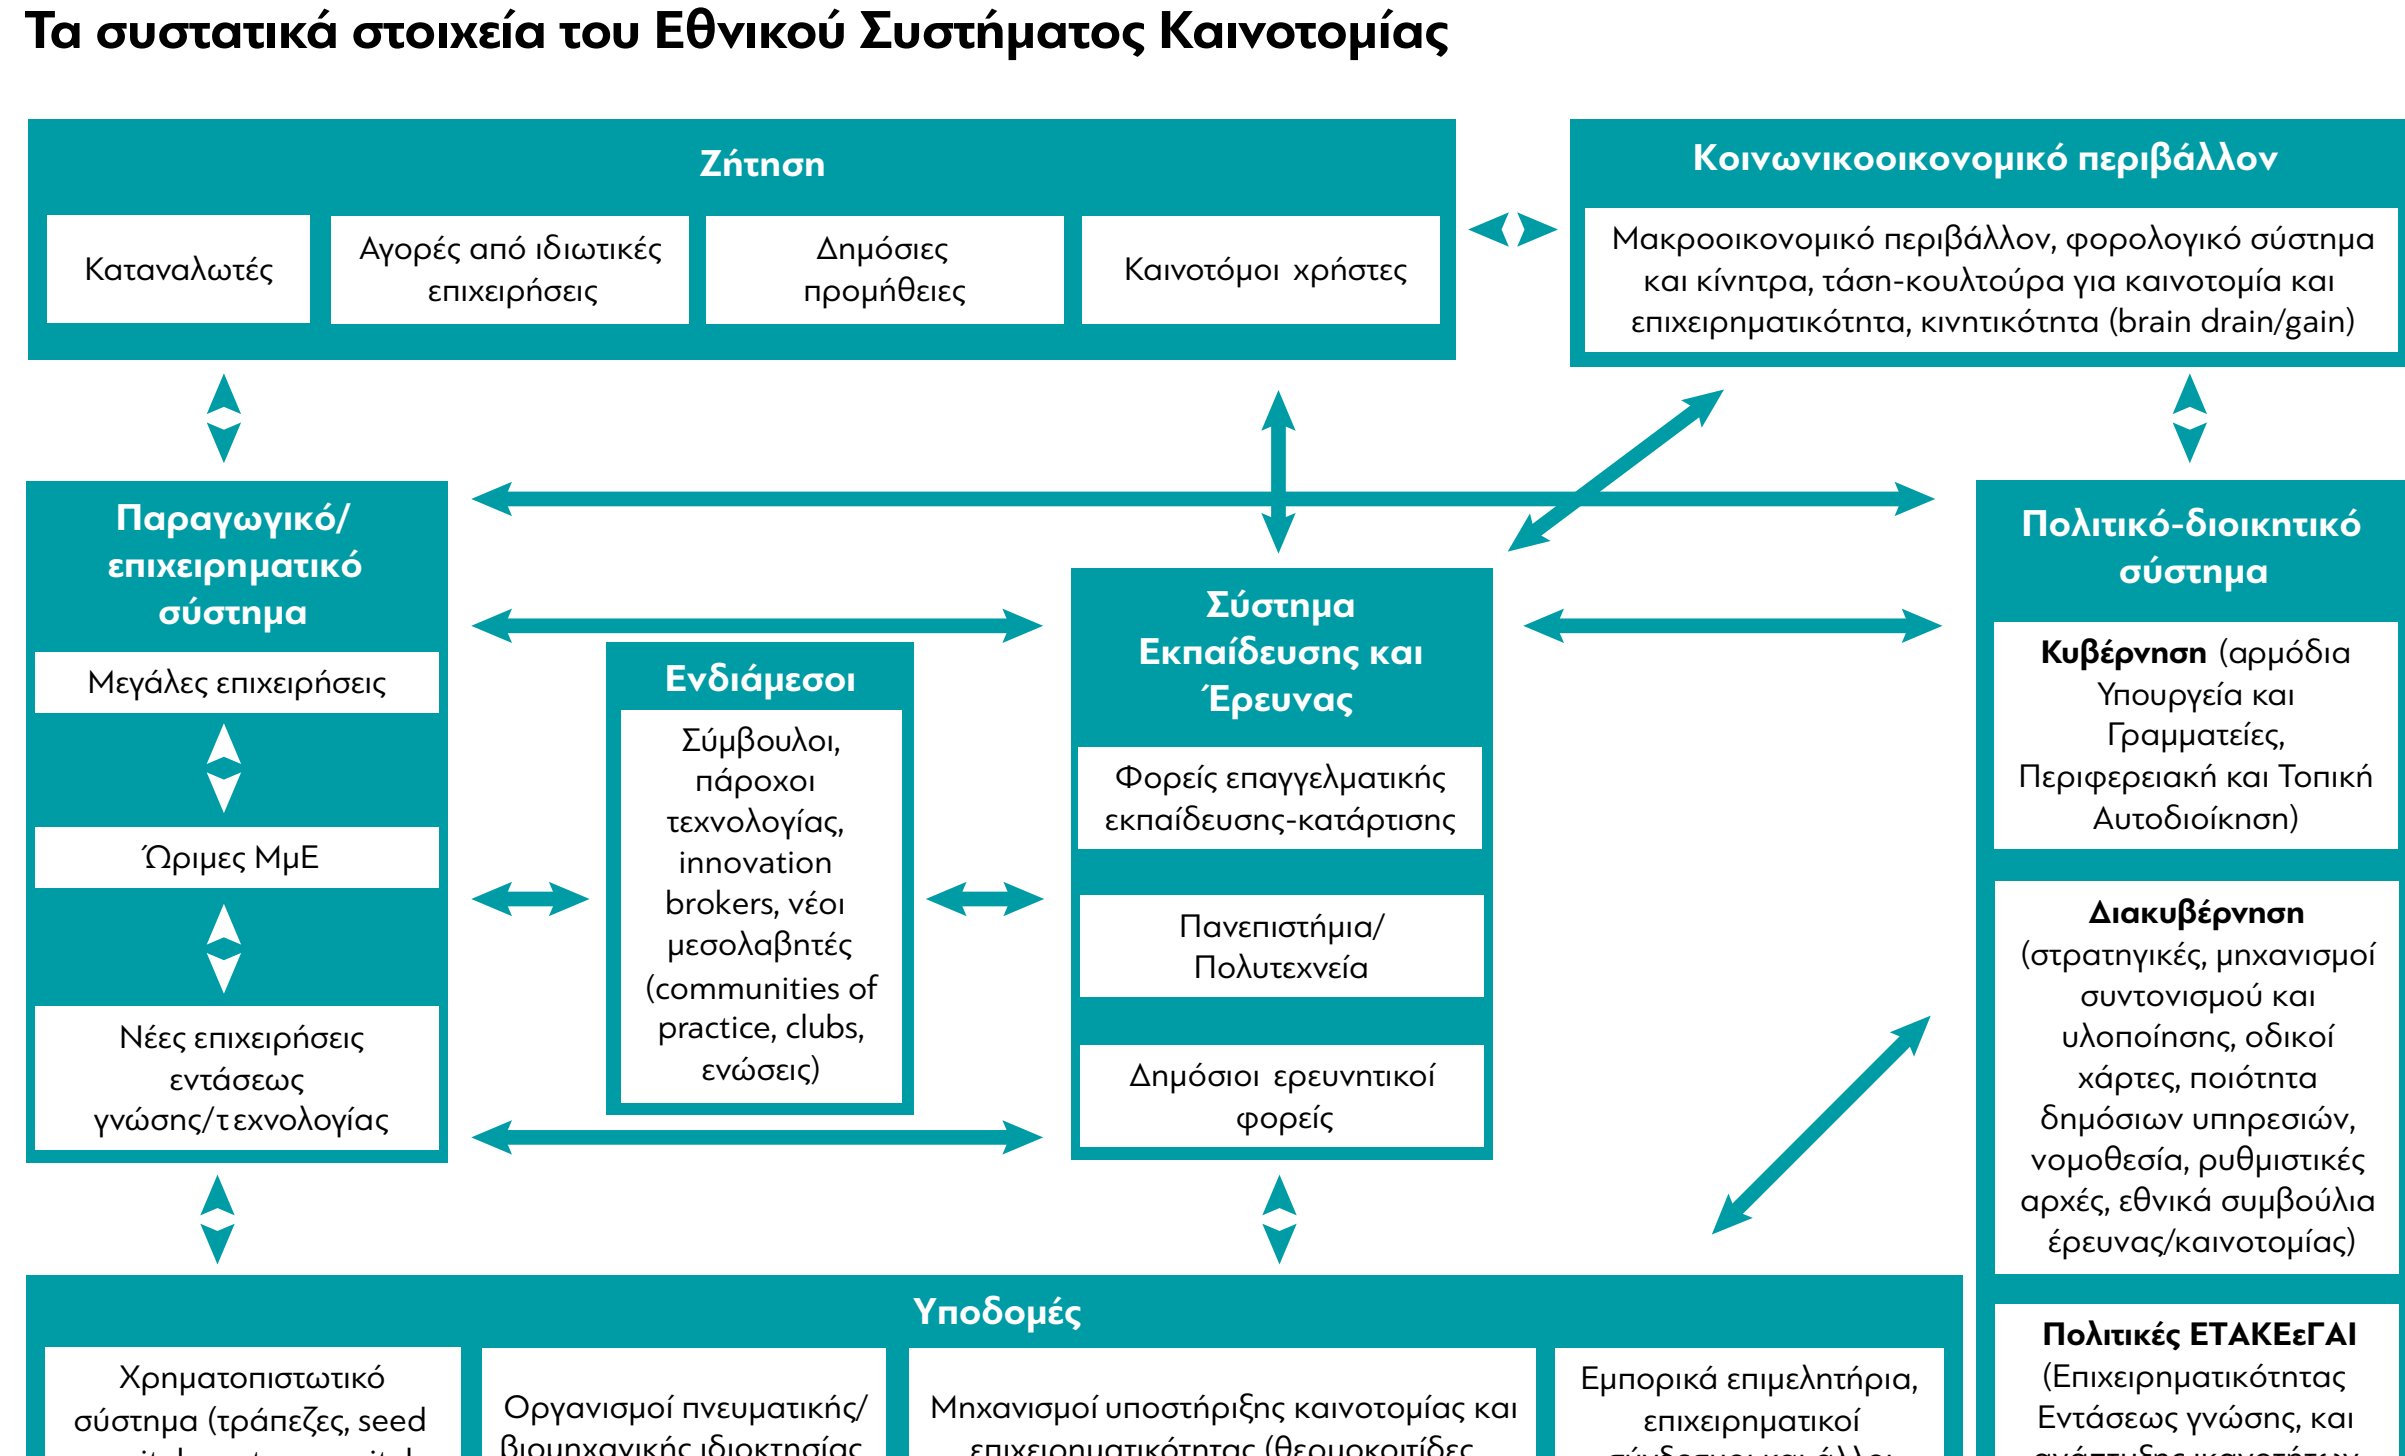 Τα συστατικά στοιχεία του Εθνικού Συστήματος Καινοτομίας
Ζήτηση
Καταναλωτές
Αγορές από ιδιωτικές
επιχειρήσεις
Δημόσιες
προμήθειες
Καινοτόμοι χρήστες
Κοινωνικοοικονομικό περιβάλλον
Μακροοικονομικό περιβάλλον, φορολογικό σύστημα
και κίνητρα, τάση-κουλτούρα για καινοτομία και
επιχειρηματικότητα, κινητικότητα (brain drain/gain)
Παραγωγικό/
επιχειρηματικό
σύστημα
Μεγάλες επιχειρήσεις
Ώριμες ΜμΕ
Νέες επιχειρήσεις
εντάσεως
γνώσης/τεχνολογίας
Ενδιάμεσοι
Σύμβουλοι,
πάροχοι
τεχνολογίας,
innovation
brokers, νέοι
μεσολαβητές
(communities of
practice, clubs,
ενώσεις)
Σύστημα
Εκπαίδευσης και
Έρευνας
Φορείς επαγγελματικής
εκπαίδευσης-κατάρτισης
Πανεπιστήμια/
Πολυτεχνεία
Δημόσιοι ερευνητικοί
φορείς
Πολιτικό-διοικητικό
σύστημα
Κυβέρνηση (αρμόδια
Υπουργεία και
Γραμματείες,
Περιφερειακή και Τοπική
Αυτοδιοίκηση)
Διακυβέρνηση
(στρατηγικές, μηχανισμοί
συντονισμού και
υλοποίησης, οδικοί
χάρτες, ποιότητα
δημόσιων υπηρεσιών,
νομοθεσία, ρυθμιστικές
αρχές, εθνικά συμβούλια
έρευνας/καινοτομίας)
Πολιτικές ΕΤΑΚΕεΓΑΙ
(Επιχειρηματικότητας
Εντάσεως γνώσης, και
ανάπτυξης ικανοτήτων
Υποδομές
Χρηματοπιστωτικό
σύστημα (τράπεζες, seed
Οργανισμοί πνευματικής/
βιομηχανικής ιδιοκτησίας
Μηχανισμοί υποστήριξης καινοτομίας και
επιχειρηματικότητας (θερμοκοιτίδες
Εμπορικά επιμελητήρια,
επιχειρηματικοί